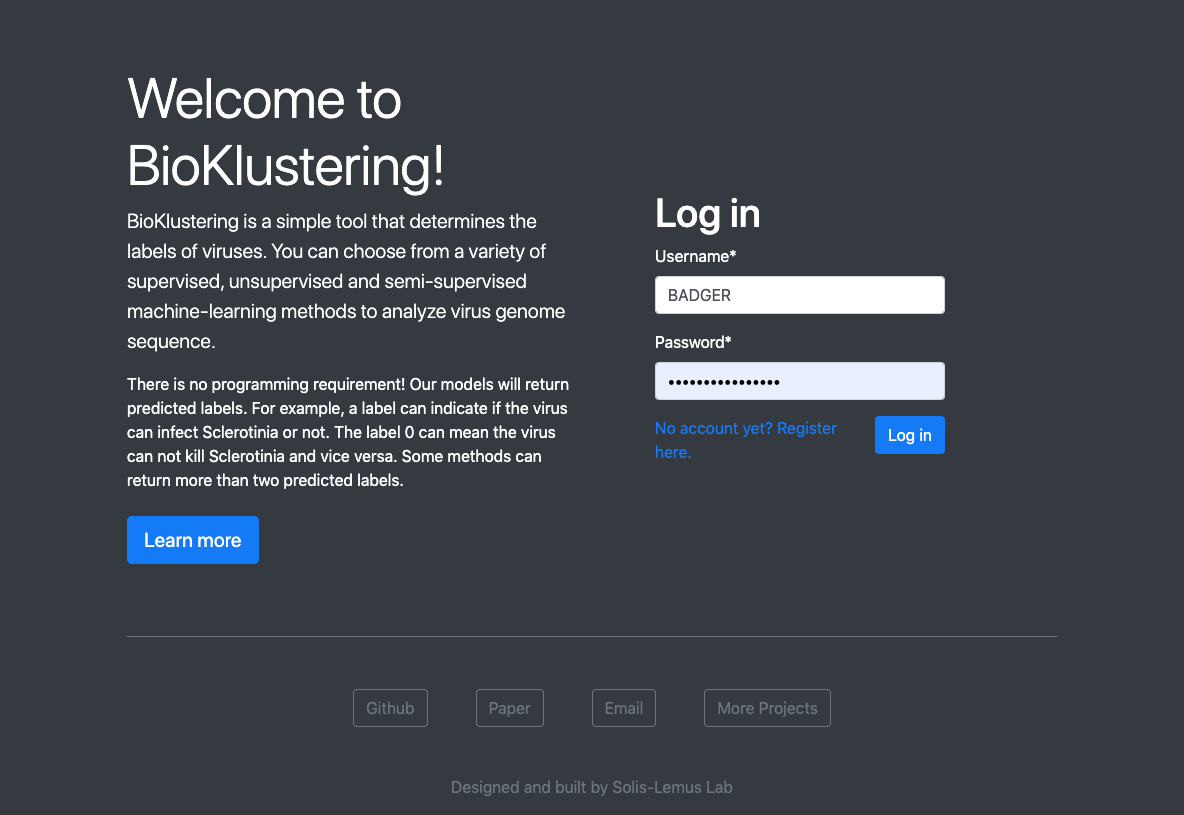 Welcome to
BioKlustering!
BioKlustering is a simple tool that determines the
labels of viruses. You can choose from a variety of
supervised, unsupervised and semi-supervised
machine-learning methods to analyze virus genome
sequence.
There is no programming requirement! Our models will return
predicted labels. For example, a label can indicate if the virus
can infect Sclerotinia or not. The label 0 can mean the virus
can not kill Sclerotinia and vice versa. Some methods can
return more than two predicted labels.
Learn more
Log in
Username*
BADGER
Password*
••••••••••••••••
No account yet? Register
here.
Log in
Github
Paper
Email
More Projects
Designed and built by Solis-Lemus Lab